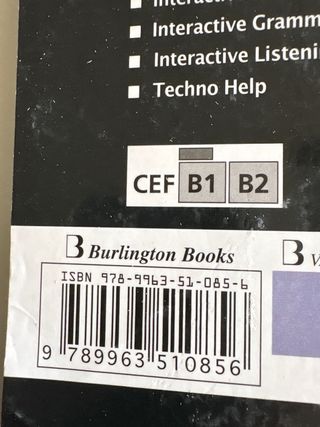 Interactive Gramm
Interactive Listeni
Techno Help
CEF B1 B2
B Burlington Books B
ISBN 978-9963-51-085-6
9 789963 510856